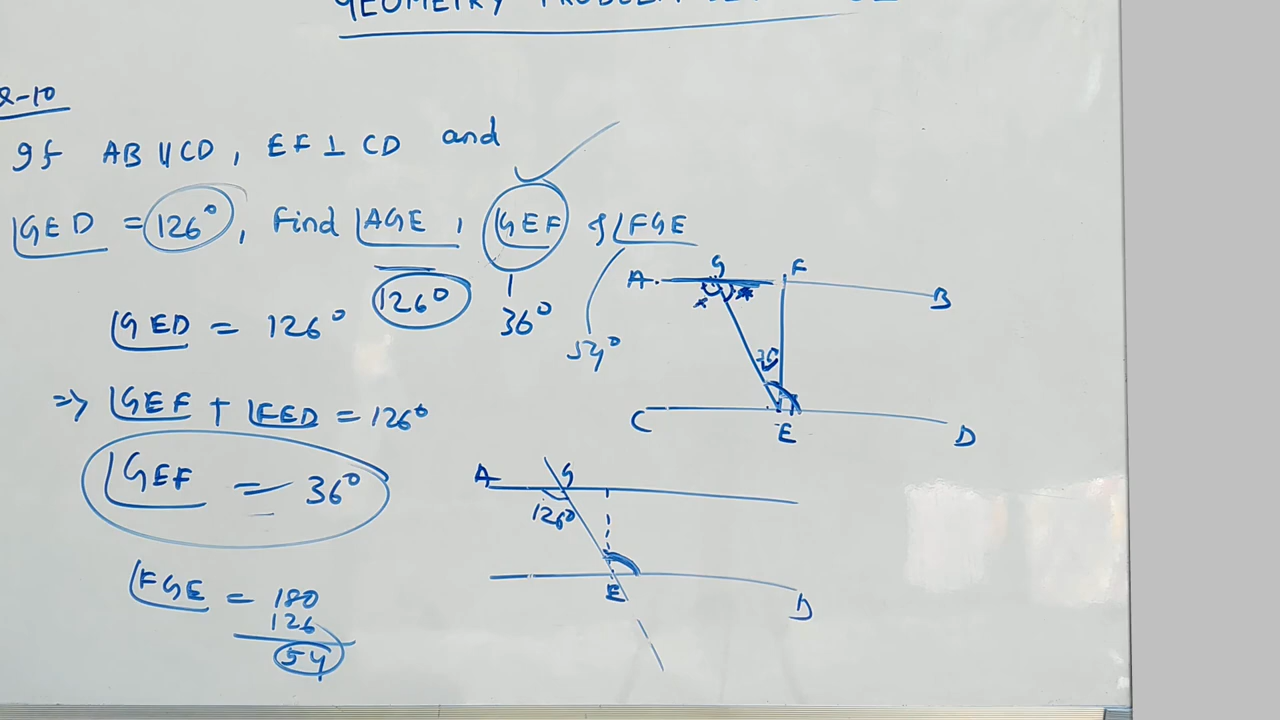 GEOMETRY PROBLEM
Q-10
If AB ∥ CD, EF ⊥ CD and
∠GED = 126°, Find ∠AGE, ∠GEF & ∠FGE
126° 36° 54°
∠GED = 126°
⇒ ∠GEF + ∠FED = 126°
∠GEF = 36°
∠FGE = 180
126
54
A G F B
x
C E D
A G
126°
E D